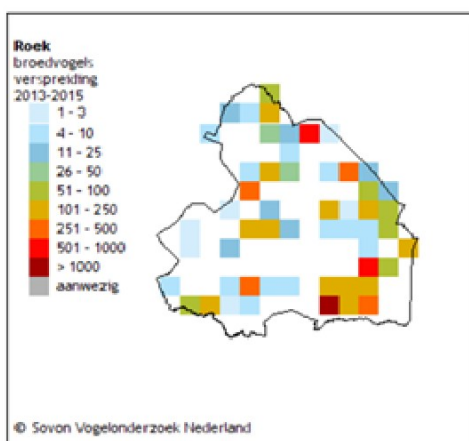 Roek
broedvogels
verspreiding
2013-2015
1 - 3
4 - 10
11 - 25
26 - 50
51 - 100
101 - 250
251 - 500
501 - 1000
> 1000
aanwezig
© Sovon Vogelonderzoek Nederland